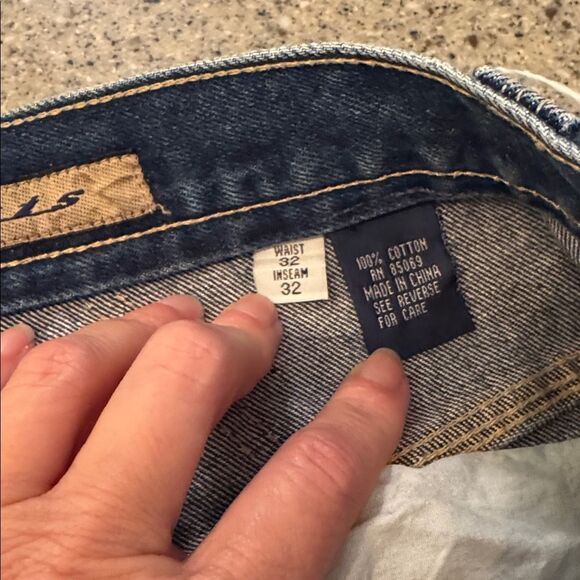 WAIST
32
INSEAM
32
100% COTTON
RN 85069
MADE IN CHINA
SEE REVERSE
FOR CARE